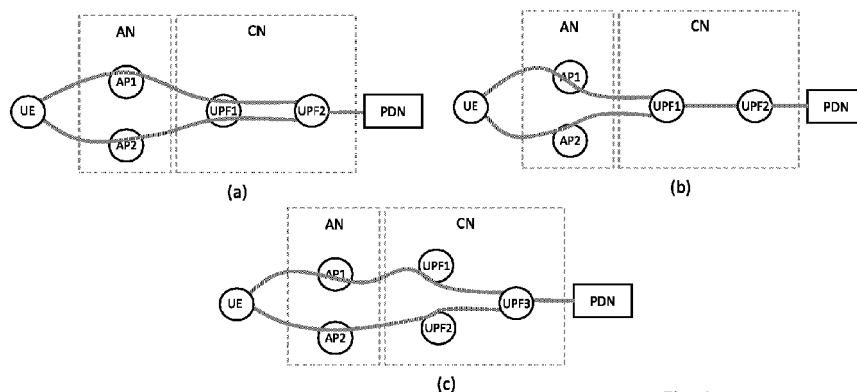 AN CN
AP1
UE UPF1 UPF2 PDN
AP2
(a)
AN CN
AP1
UE UPF1 UPF2 PDN
AP2
(b)
AN CN
AP1 UPF1
UE UPF3 PDN
AP2 UPF2
(c)